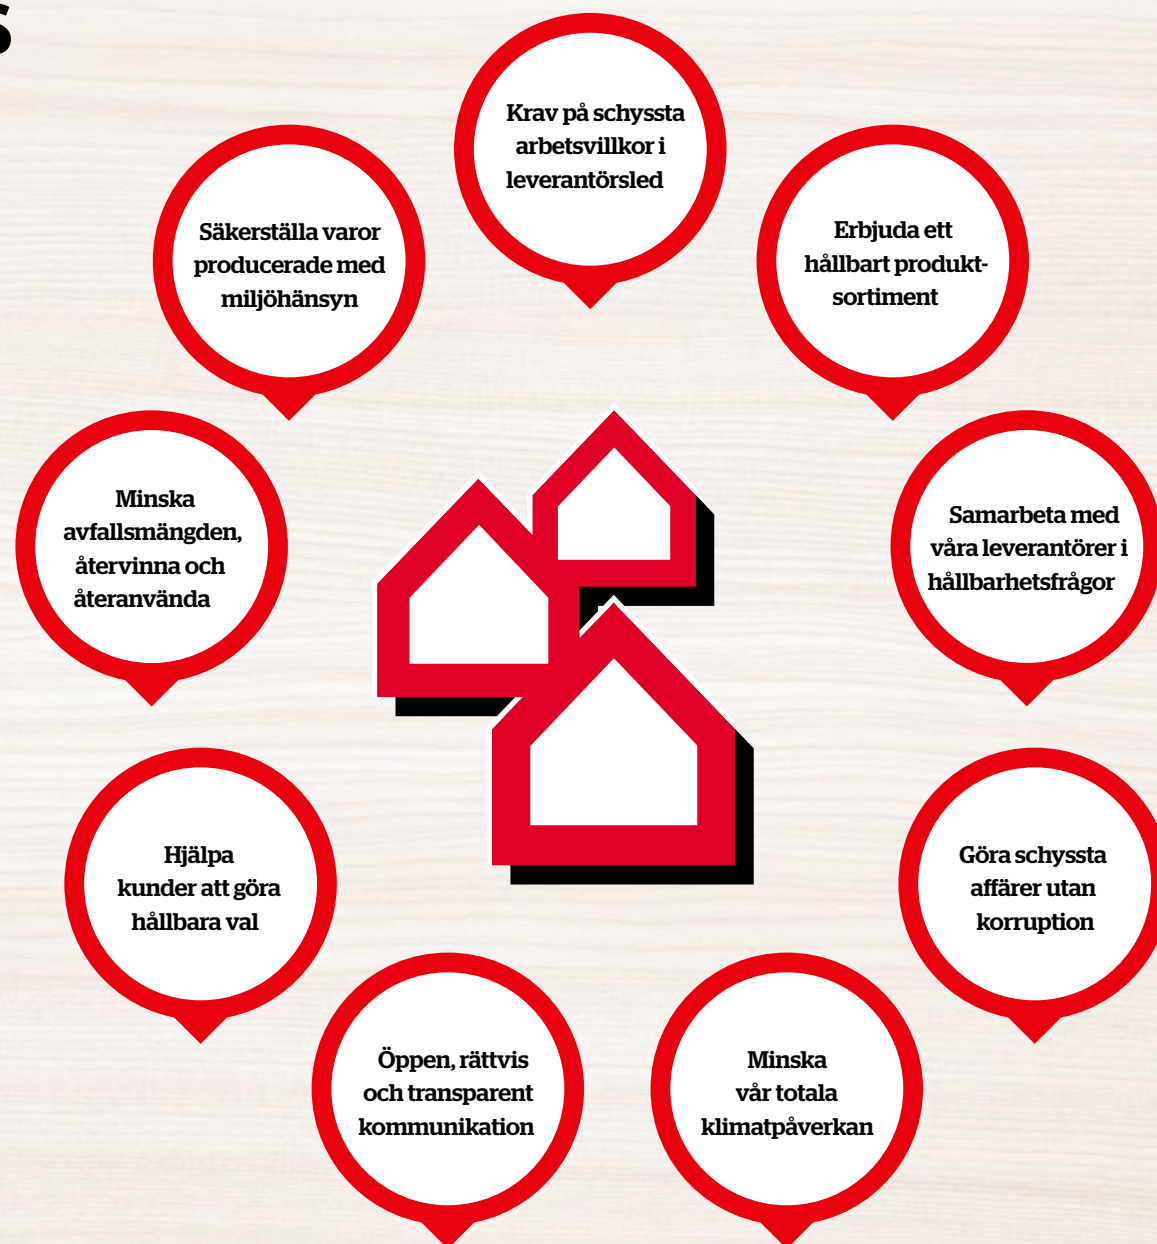 s
Krav på schyssta
arbetsvillkor i
leverantörsled
Säkerställa varor
producerade med
miljöhänsyn
Erbjuda ett
hållbart produkt-
sortiment
Minska
avfallsmängden,
återvinna och
återanvända
Samarbeta med
våra leverantörer i
hållbarhetsfrågor
Hjälpa
kunder att göra
hållbara val
Göra schyssta
affärer utan
korruption
Öppen, rättvis
och transparent
kommunikation
Minska
vår totala
klimatpåverkan